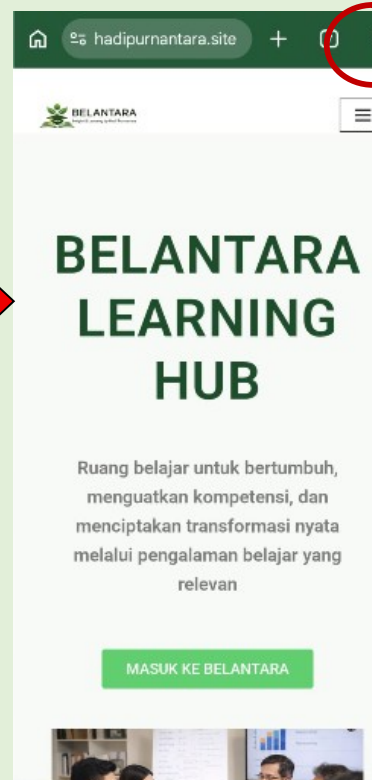 hadipurnantara.site
BELANTARA
BELANTARA
LEARNING
HUB
Ruang belajar untuk bertumbuh,
menguatkan kompetensi, dan
menciptakan transformasi nyata
melalui pengalaman belajar yang
relevan
MASUK KE BELANTARA